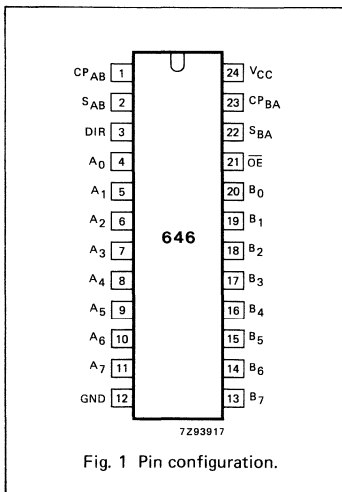 CPAB 1 24 VCC
SAB 2 23 CPBA
DIR 3 22 SBA
A0 4 21 OE
A1 5 20 B0
A2 6 19 B1
646
A3 7 18 B2
A4 8 17 B3
A5 9 16 B4
A6 10 15 B5
A7 11 14 B6
GND 12 13 B7
7Z93917
Fig. 1 Pin configuration.